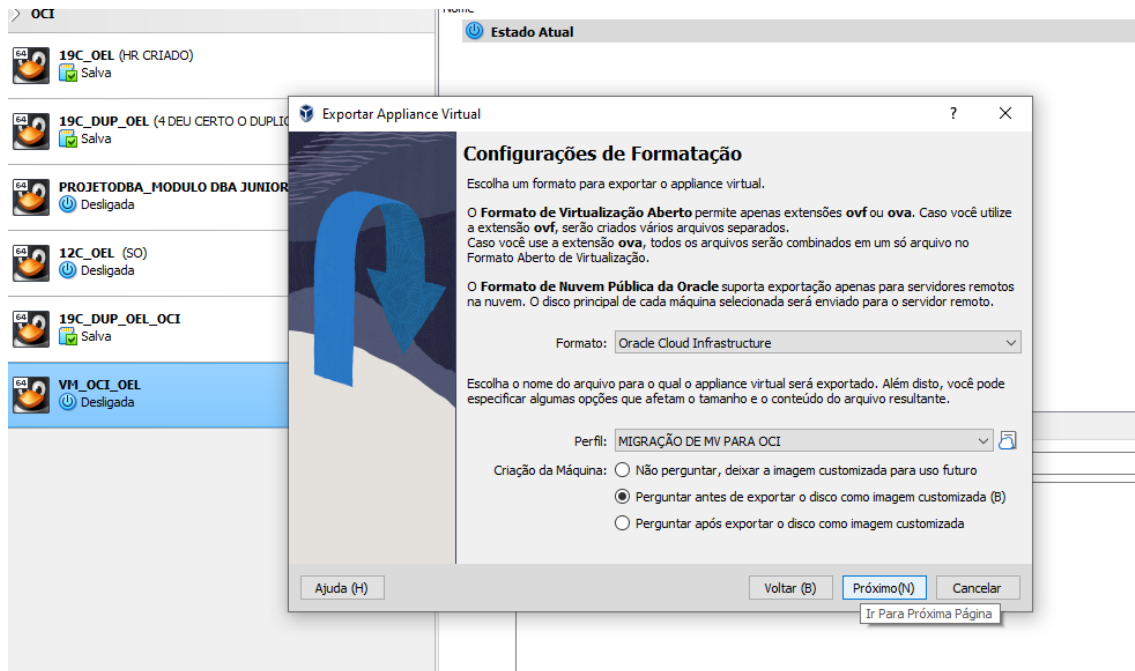 OCI
Estado Atual
64
19C_OEL (HR CRIADO)
Salva
64
19C_DUP_OEL (4 DEU CERTO O DUPLIC
Salva
64
PROJETODBA_MODULO DBA JUNIOR
Desligada
64
12C_OEL (SO)
Desligada
64
19C_DUP_OEL_OCI
Salva
64
VM_OCI_OEL
Desligada
Exportar Appliance Virtual
?
Configurações de Formatação
Escolha um formato para exportar o appliance virtual.
O Formato de Virtualização Aberto permite apenas extensões ovf ou ova. Caso você utilize
a extensão ovf, serão criados vários arquivos separados.
Caso você use a extensão ova, todos os arquivos serão combinados em um só arquivo no
Formato Aberto de Virtualização.
O Formato de Nuvem Pública da Oracle suporta exportação apenas para servidores remotos
na nuvem. O disco principal de cada máquina selecionada será enviado para o servidor remoto.
Formato: Oracle Cloud Infrastructure
Escolha o nome do arquivo para o qual o appliance virtual será exportado. Além disto, você pode
especificar algumas opções que afetam o tamanho e o conteúdo do arquivo resultante.
Perfil: MIGRAÇÃO DE MV PARA OCI
Criação da Máquina: Não perguntar, deixar a imagem customizada para uso futuro
Perguntar antes de exportar o disco como imagem customizada (B)
Perguntar após exportar o disco como imagem customizada
Ajuda (H) Voltar (B) Próximo(N) Cancelar
Ir Para Próxima Página